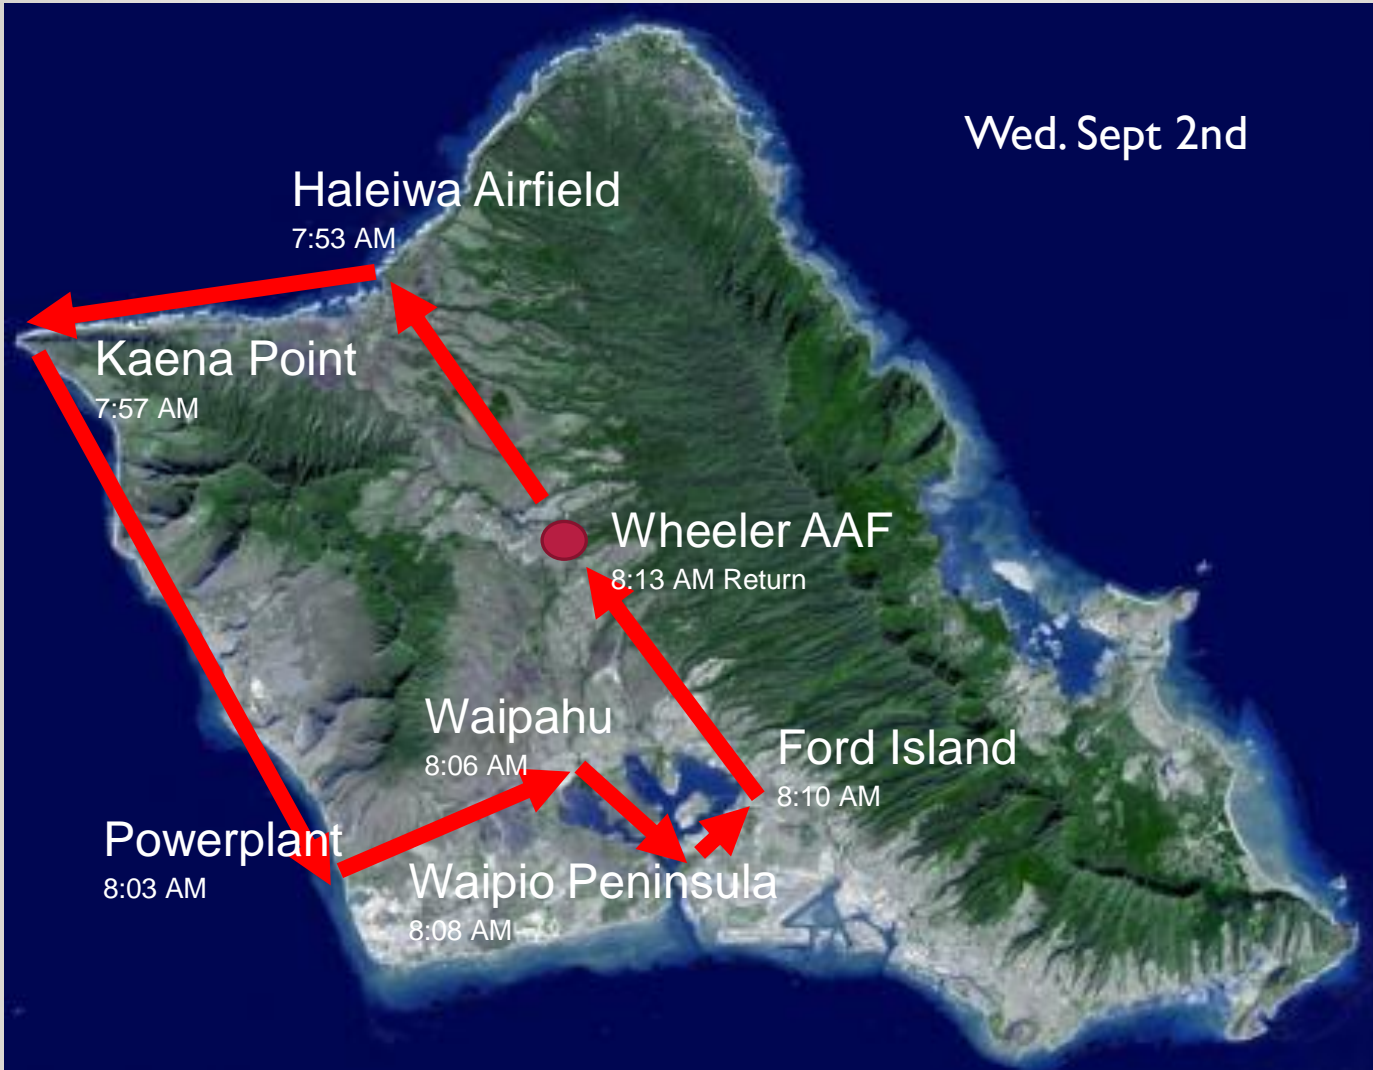 Wed. Sept 2nd
Haleiwa Airfield
7:53 AM
Kaena Point
7:57 AM
Wheeler AAF
8:13 AM Return
Waipahu
8:06 AM
Ford Island
8:10 AM
Powerplant
8:03 AM
Waipio Peninsula
8:08 AM